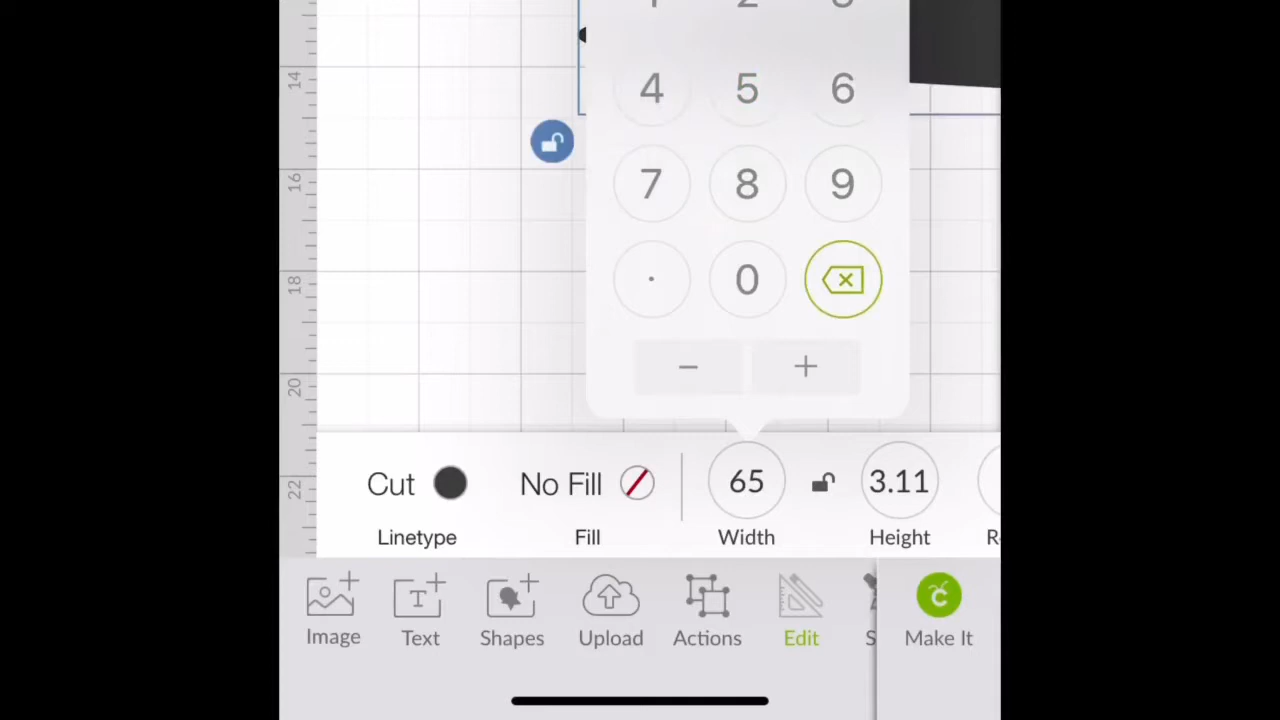 4 5 6
14
7 8 9
16
. 0
18
− +
20
22
Cut No Fill 65 3.11
Linetype Fill Width Height
Image Text Shapes Upload Actions Edit Make It